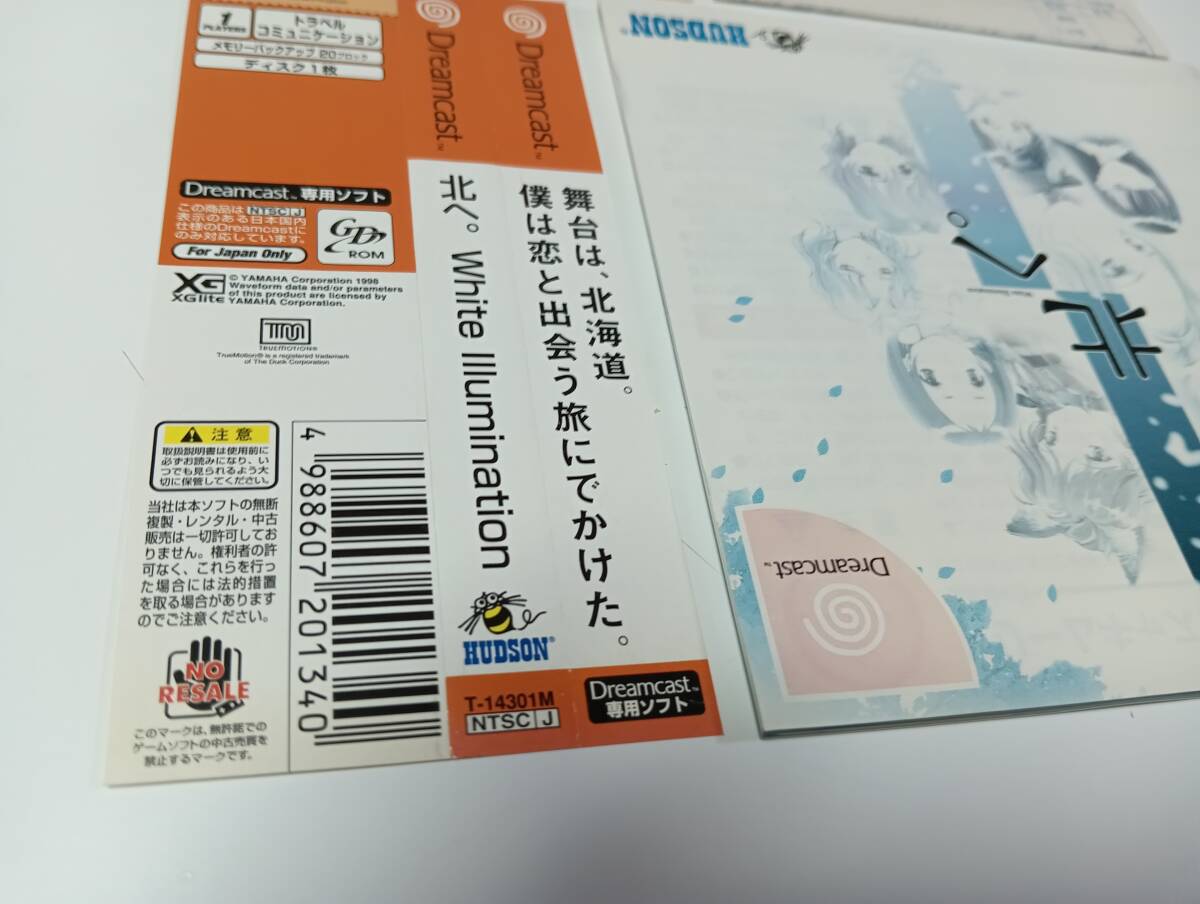 1
PLAYERS
トラベル
コミュニケーション
メモリーバックアップ 20ブロック
ディスク1枚
Dreamcast™ 専用ソフト
この商品は NTSC J
表示のある日本国内
仕様のDreamcastに
のみ対応しています。
For Japan Only
GD-ROM
XG
XGlite
© YAMAHA Corporation 1998
Waveform data and/or parameters
of this product are licensed by
YAMAHA Corporation.
TM
TRUEMOTION®
TrueMotion® is a registered trademark
of The Duck Corporation
注意
取扱説明書は使用前に
必ずお読みになり、い
つでも見られるよう大
切に保管してください。
当社は本ソフトの無断
複製・レンタル・中古
販売は一切許可してお
りません。権利者の許
可なく、これらを行っ
た場合には法的措置
を取る場合があります
のでご注意ください。
NO
RESALE
このマークは、無許諾での
ゲームソフトの中古売買を
禁止するマークです。
4 988607 201340
Dreamcast™
北へ。 White Illumination
HUDSON®
T-14301M
NTSC J
Dreamcast™
舞台は、北海道。
僕は恋と出会う旅にでかけた。
Dreamcast™
専用ソフト
HUDSON®
北へ。
Dreamcast™